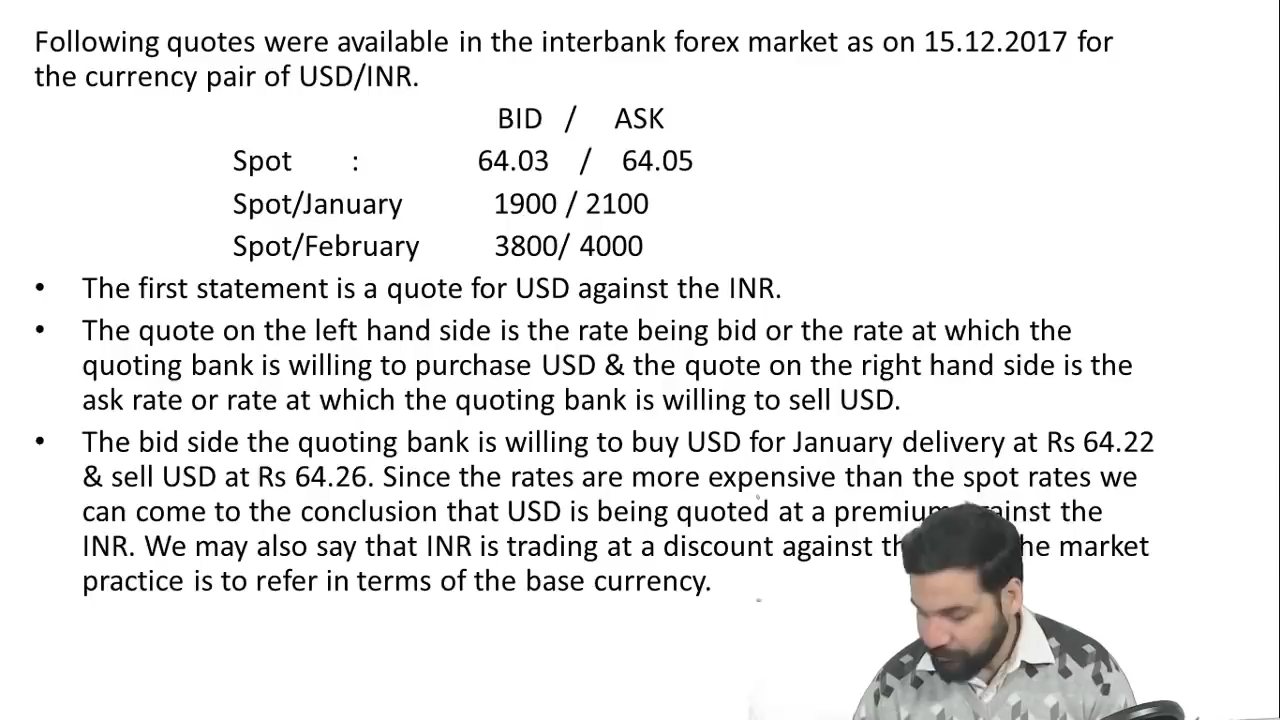 Following quotes were available in the interbank forex market as on 15.12.2017 for
the currency pair of USD/INR.
BID / ASK
Spot : 64.03 / 64.05
Spot/January 1900 / 2100
Spot/February 3800/ 4000
• The first statement is a quote for USD against the INR.
• The quote on the left hand side is the rate being bid or the rate at which the
quoting bank is willing to purchase USD & the quote on the right hand side is the
ask rate or rate at which the quoting bank is willing to sell USD.
• The bid side the quoting bank is willing to buy USD for January delivery at Rs 64.22
& sell USD at Rs 64.26. Since the rates are more expensive than the spot rates we
can come to the conclusion that USD is being quoted at a premium against the
INR. We may also say that INR is trading at a discount against he market
practice is to refer in terms of the base currency.